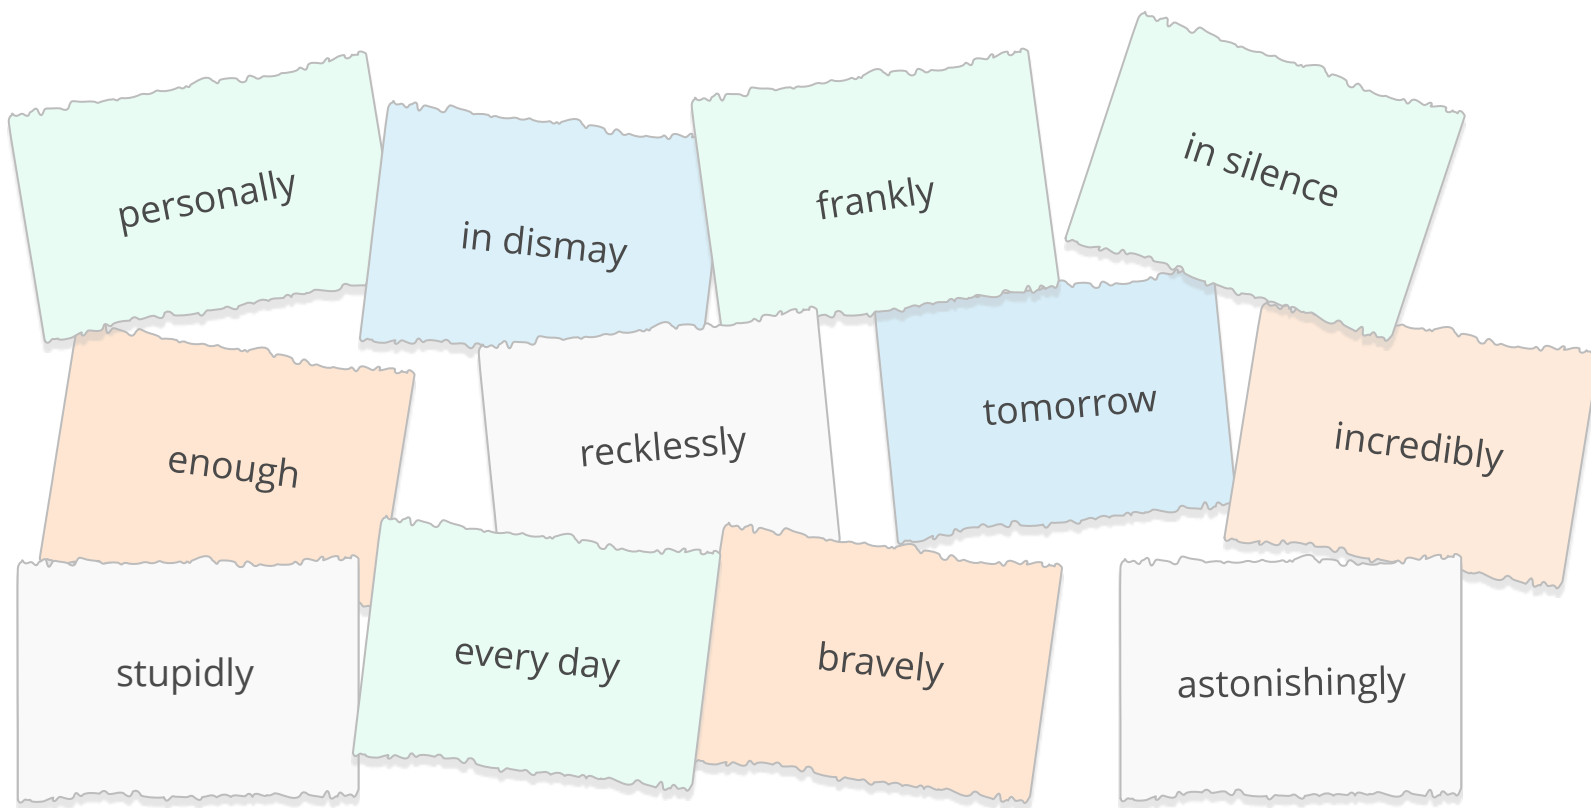 personally
in dismay
frankly
in silence
enough
recklessly
tomorrow
incredibly
stupidly
every day
bravely
astonishingly